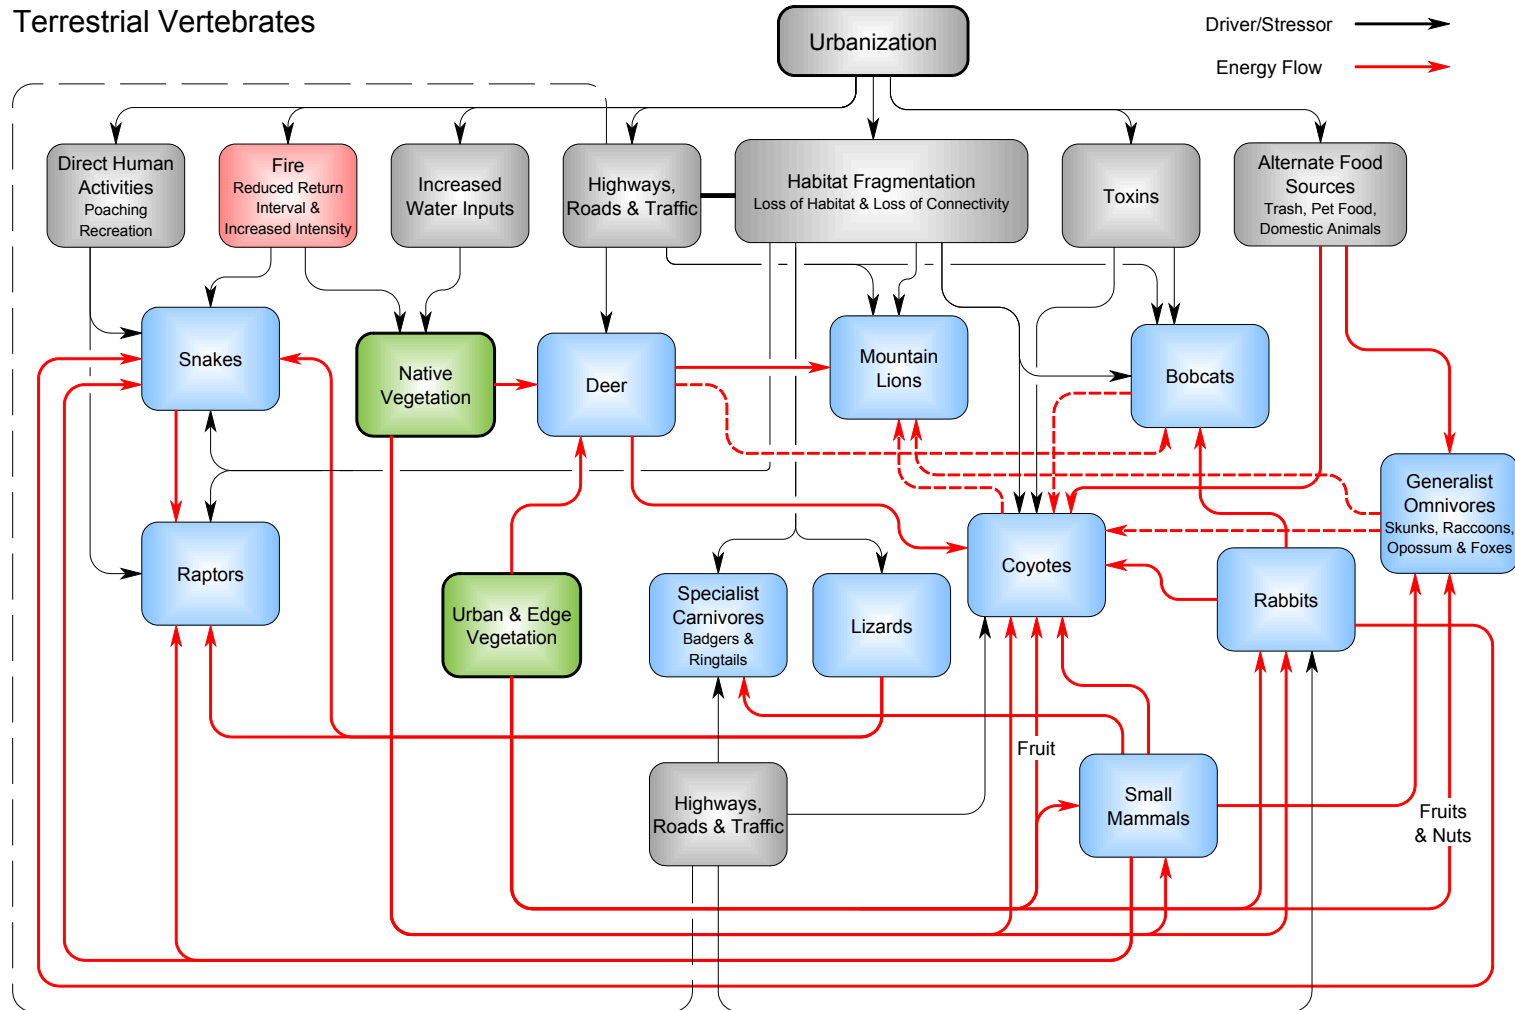 Terrestrial Vertebrates
Urbanization
Driver/Stressor
Energy Flow
Direct Human
Activities
Poaching
Recreation
Fire
Reduced Return
Interval &
Increased Intensity
Increased
Water Inputs
Highways,
Roads & Traffic
Habitat Fragmentation
Loss of Habitat & Loss of Connectivity
Toxins
Alternate Food
Sources
Trash, Pet Food,
Domestic Animals
Snakes
Native
Vegetation
Deer
Mountain
Lions
Bobcats
Generalist
Omnivores
Skunks, Raccoons,
Opossum & Foxes
Raptors
Urban & Edge
Vegetation
Specialist
Carnivores
Badgers &
Ringtails
Lizards
Coyotes
Rabbits
Fruit
Highways,
Roads & Traffic
Small
Mammals
Fruits
& Nuts